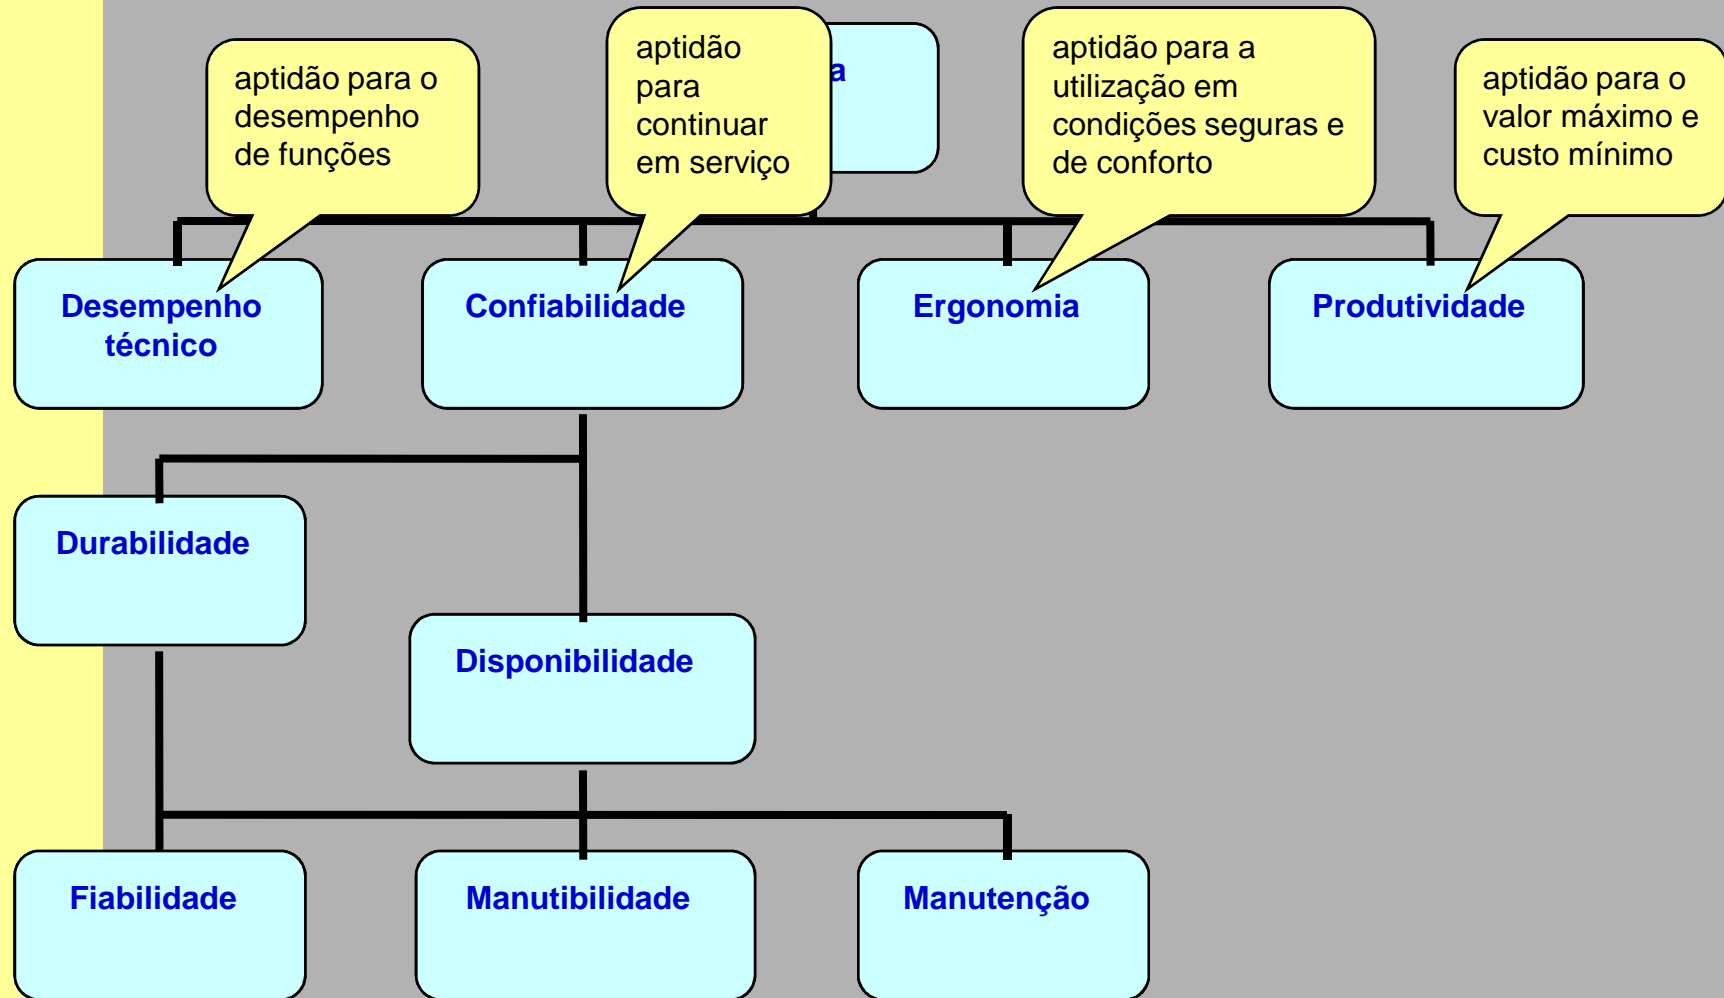 aptidão para o
desempenho
de funções
aptidão
para
continuar
em serviço
aptidão para a
utilização em
condições seguras e
de conforto
aptidão para o
valor máximo e
custo mínimo
Desempenho
técnico
Confiabilidade
Ergonomia
Produtividade
Durabilidade
Disponibilidade
Fiabilidade
Manutibilidade
Manutenção